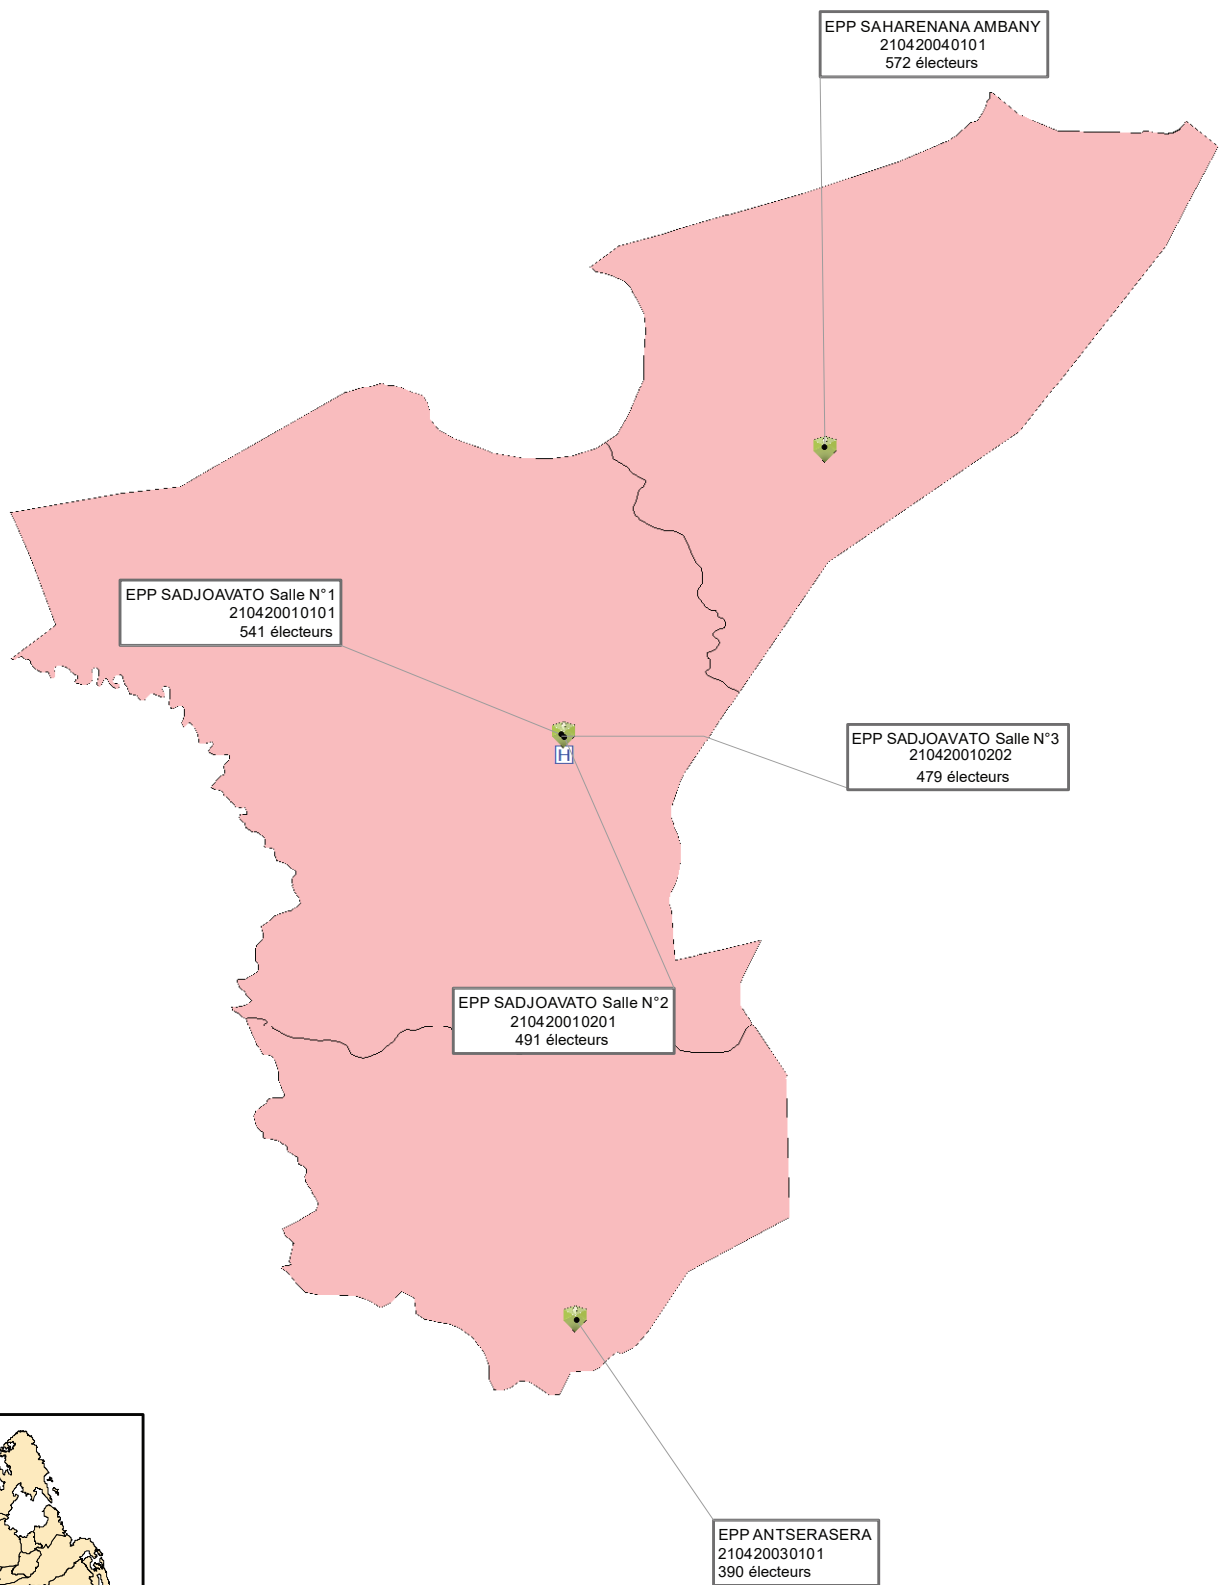 EPP SAHARENANA AMBANY
210420040101
572 électeurs
EPP SADJOAVATO Salle N°1
210420010101
541 électeurs
EPP SADJOAVATO Salle N°3
210420010202
479 électeurs
H
EPP SADJOAVATO Salle N°2
210420010201
491 électeurs
EPP ANTSERASERA
210420030101
390 électeurs